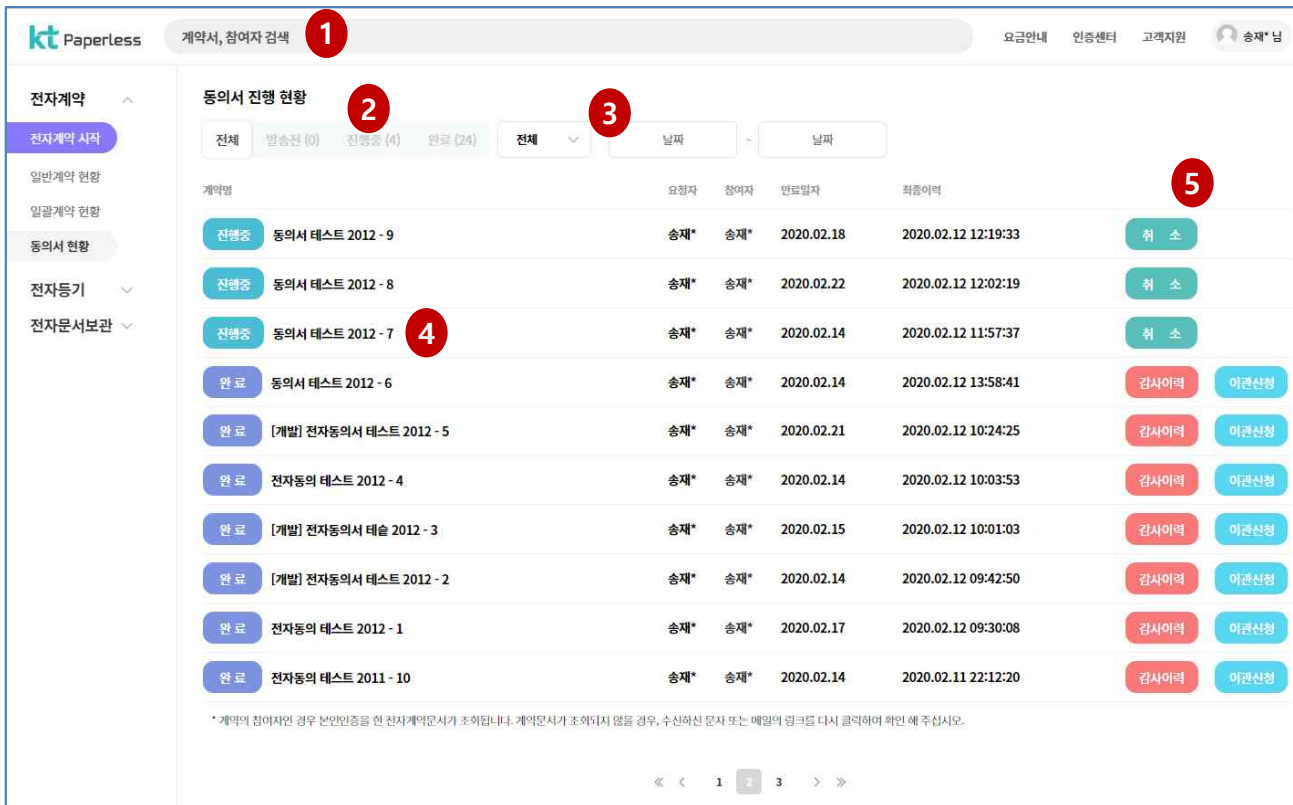 kt Paperless 계약서, 참여자 검색 1 요금안내 인증센터 고객지원 송재* 님
전자계약
전자계약 시작
일반계약 현황
일괄계약 현황
동의서 현황
전자등기
전자문서보관
동의서 진행 현황
2 3
전체 발송전 (0) 진행중 (4) 완료 (24) 전체 날짜 ~ 날짜
계약명 요청자 참여자 만료일자 최종이력 5
진행중 동의서 테스트 2012 - 9 송재* 송재* 2020.02.18 2020.02.12 12:19:33 취 소
진행중 동의서 테스트 2012 - 8 송재* 송재* 2020.02.22 2020.02.12 12:02:19 취 소
진행중 동의서 테스트 2012 - 7 4 송재* 송재* 2020.02.14 2020.02.12 11:57:37 취 소
완 료 동의서 테스트 2012 - 6 송재* 송재* 2020.02.14 2020.02.12 13:58:41 감사이력 이관신청
완 료 [개발] 전자동의서 테스트 2012 - 5 송재* 송재* 2020.02.21 2020.02.12 10:24:25 감사이력 이관신청
완 료 전자동의 테스트 2012 - 4 송재* 송재* 2020.02.14 2020.02.12 10:03:53 감사이력 이관신청
완 료 [개발] 전자동의서 테슽 2012 - 3 송재* 송재* 2020.02.15 2020.02.12 10:01:03 감사이력 이관신청
완 료 [개발] 전자동의서 테스트 2012 - 2 송재* 송재* 2020.02.14 2020.02.12 09:42:50 감사이력 이관신청
완 료 전자동의 테스트 2012 - 1 송재* 송재* 2020.02.17 2020.02.12 09:30:08 감사이력 이관신청
완 료 전자동의 테스트 2011 - 10 송재* 송재* 2020.02.14 2020.02.11 22:12:20 감사이력 이관신청
* 계약의 참여자인 경우 본인인증을 한 전자계약문서가 조회됩니다. 계약문서가 조회되지 않을 경우, 수신하신 문자 또는 메일의 링크를 다시 클릭하여 확인 해 주십시오.
« < 1 2 3 > »